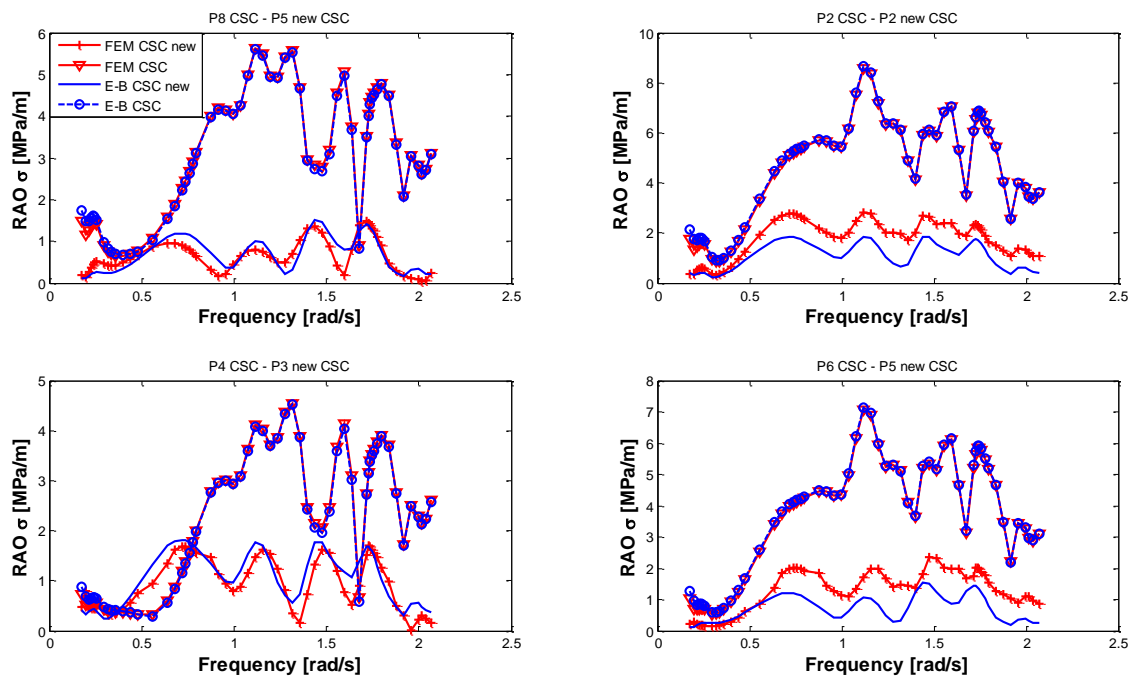 P8 CSC - P5 new CSC
RAO σ [MPa/m]
6
5
4
3
2
1
0
FEM CSC new
FEM CSC
E-B CSC new
E-B CSC
0 0.5 1 1.5 2 2.5
Frequency [rad/s]
P2 CSC - P2 new CSC
RAO σ [MPa/m]
10
8
6
4
2
0
0 0.5 1 1.5 2 2.5
Frequency [rad/s]
P4 CSC - P3 new CSC
RAO σ [MPa/m]
5
4
3
2
1
0
0 0.5 1 1.5 2 2.5
Frequency [rad/s]
P6 CSC - P5 new CSC
RAO σ [MPa/m]
8
7
6
5
4
3
2
1
0
0 0.5 1 1.5 2 2.5
Frequency [rad/s]